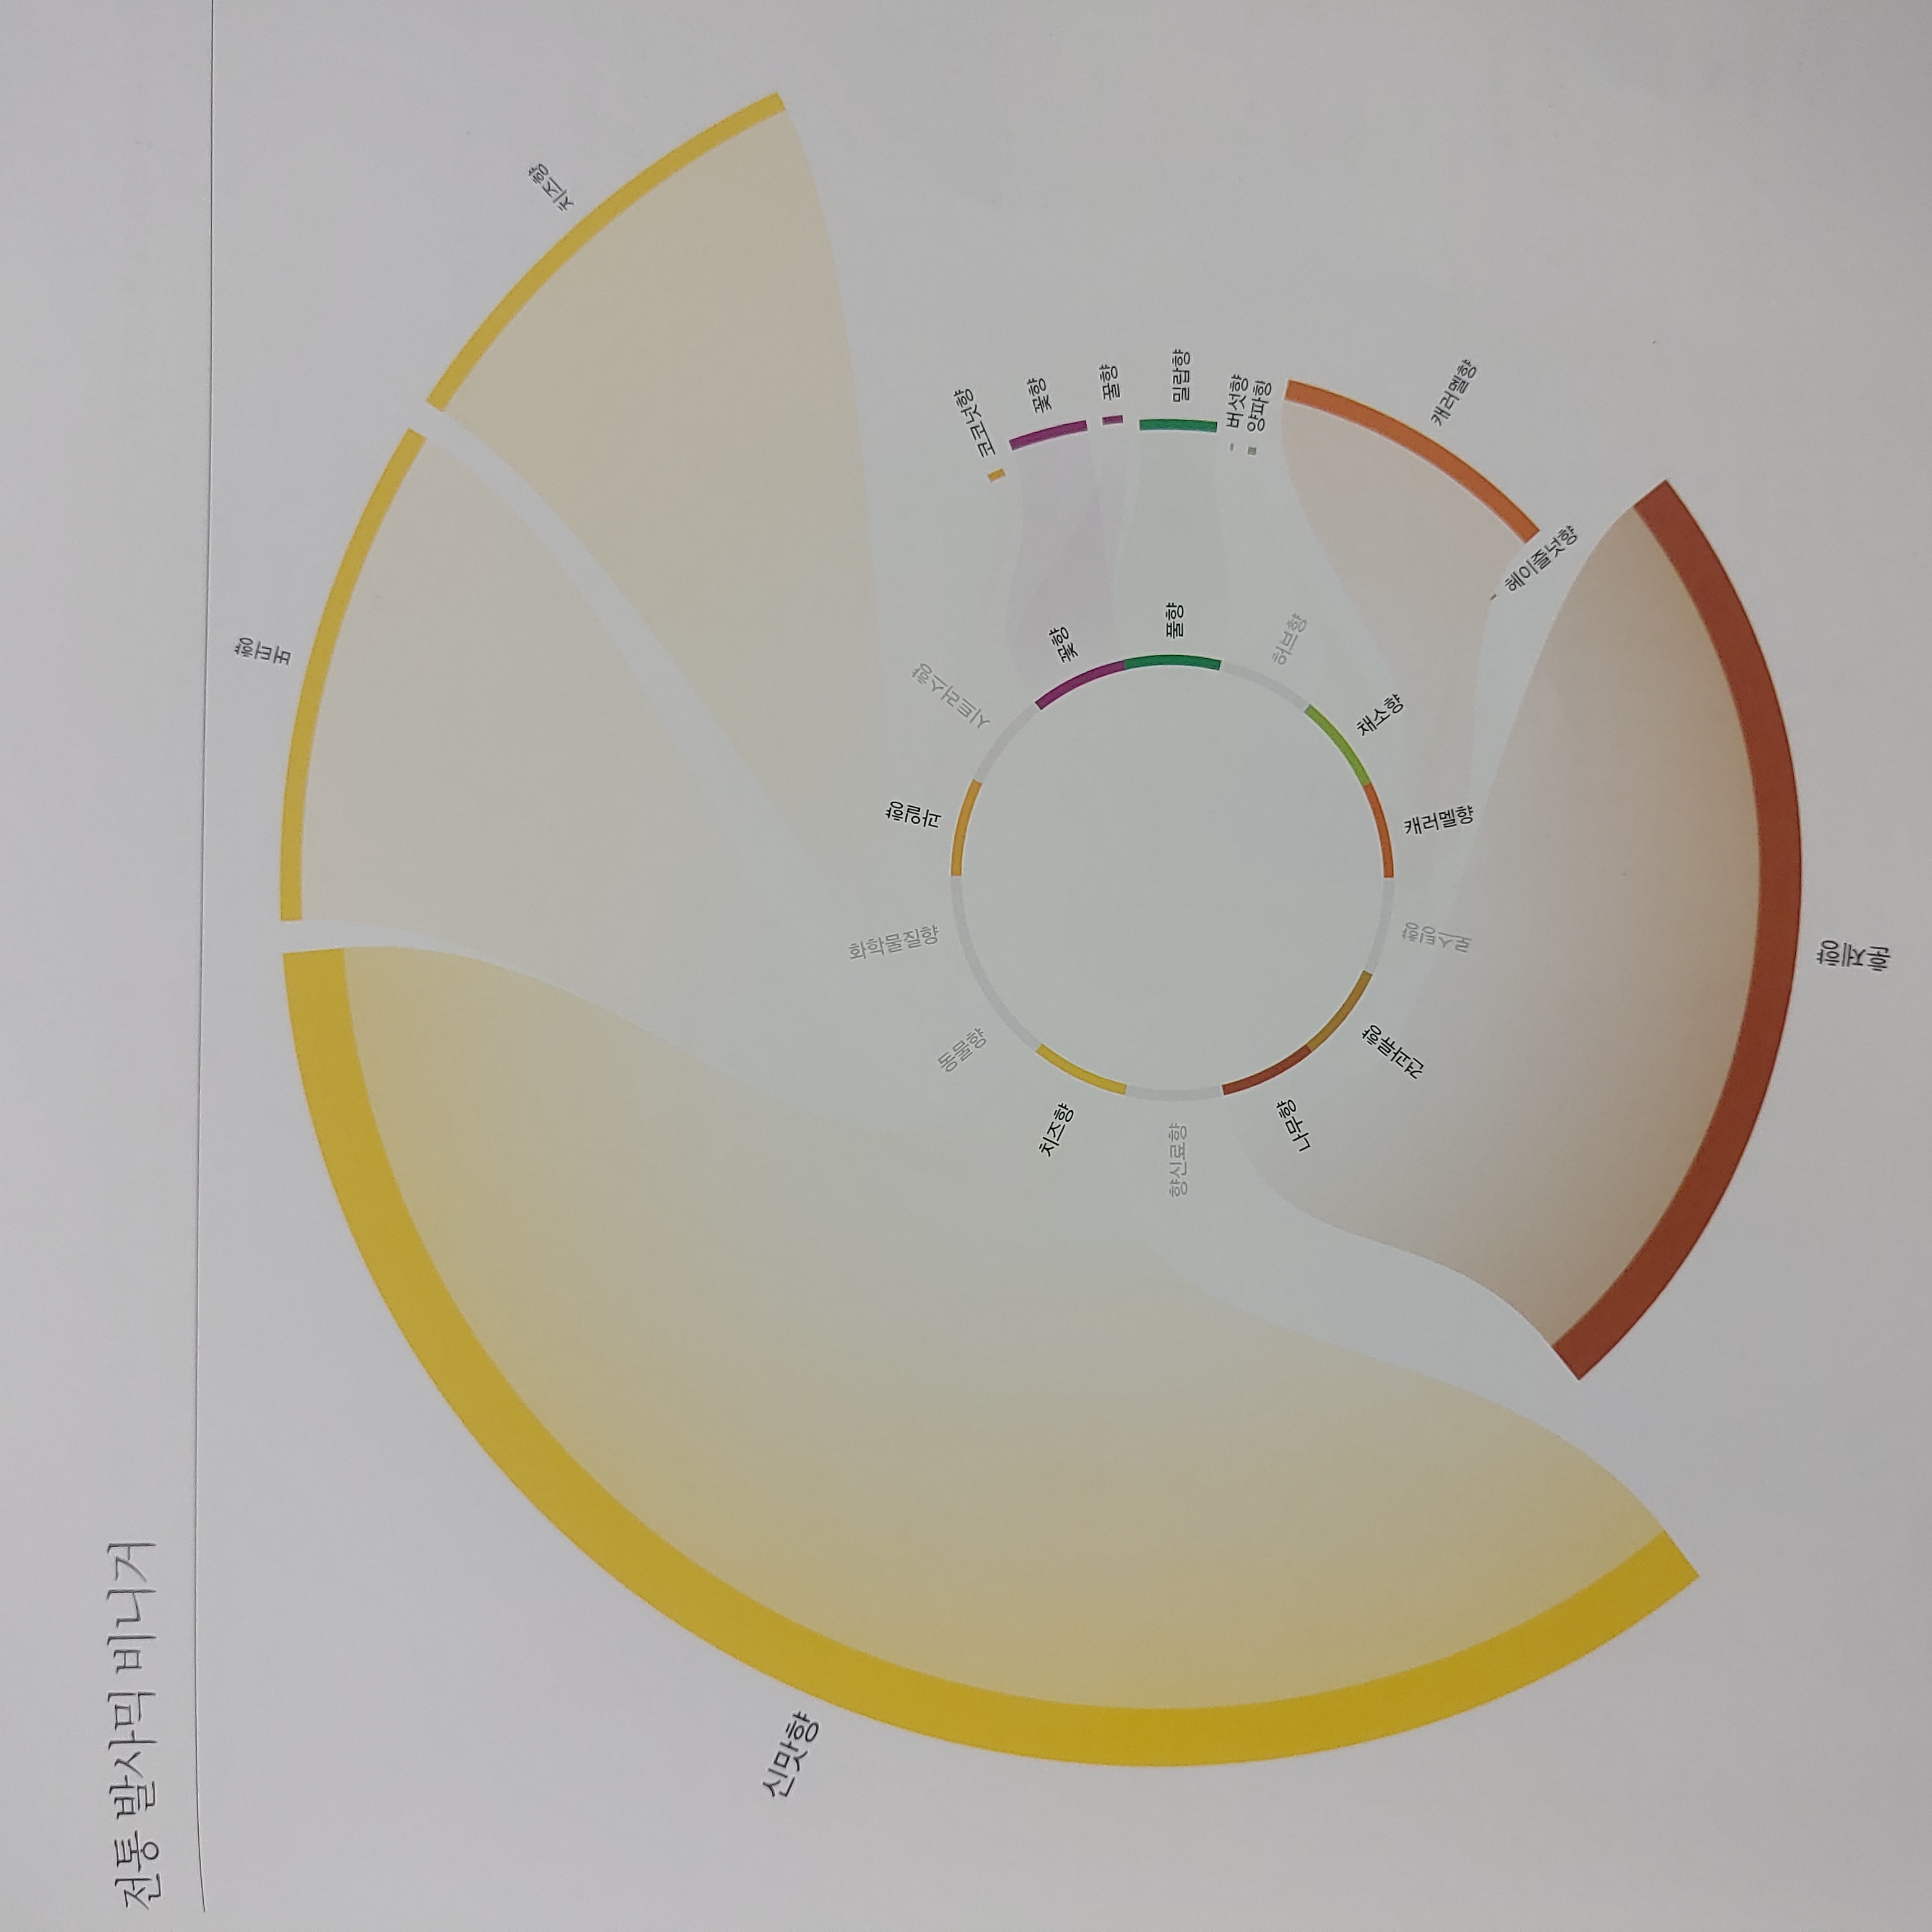 전통 발사믹 비니거
버터향
치즈향
신맛향
화학물질향
과일향
시트러스향
동물향
코코넛향
꽃향
꽃향
꿀향
치즈향
향신료향
풀향
밀랍향
버섯향
양파힝
나무향
허브향
견과류향
로스팅향
캐러멜향
채소향
캐러멜향
헤이즐넛향
훈제향